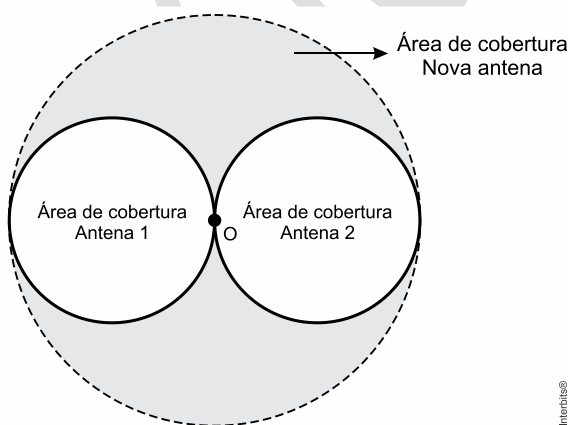 Área de cobertura
Nova antena
Área de cobertura
Antena 1
Área de cobertura
Antena 2
O
Interbits®